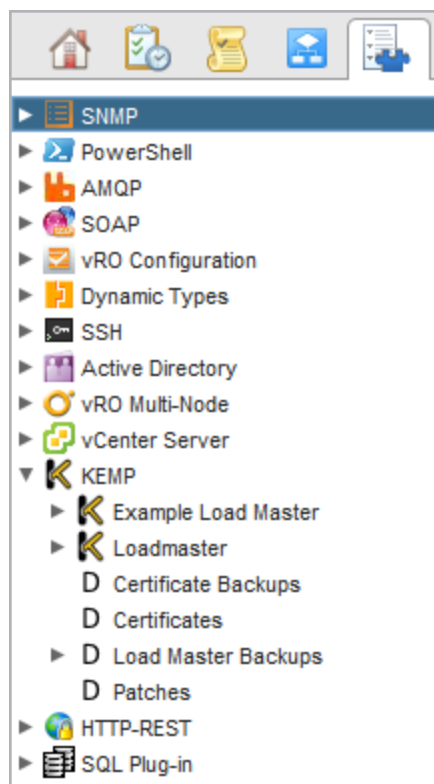 SNMP
PowerShell
AMQP
SOAP
vRO Configuration
Dynamic Types
SSH
Active Directory
vRO Multi-Node
vCenter Server
KEMP
Example Load Master
Loadmaster
D Certificate Backups
D Certificates
D Load Master Backups
D Patches
HTTP-REST
SQL Plug-in